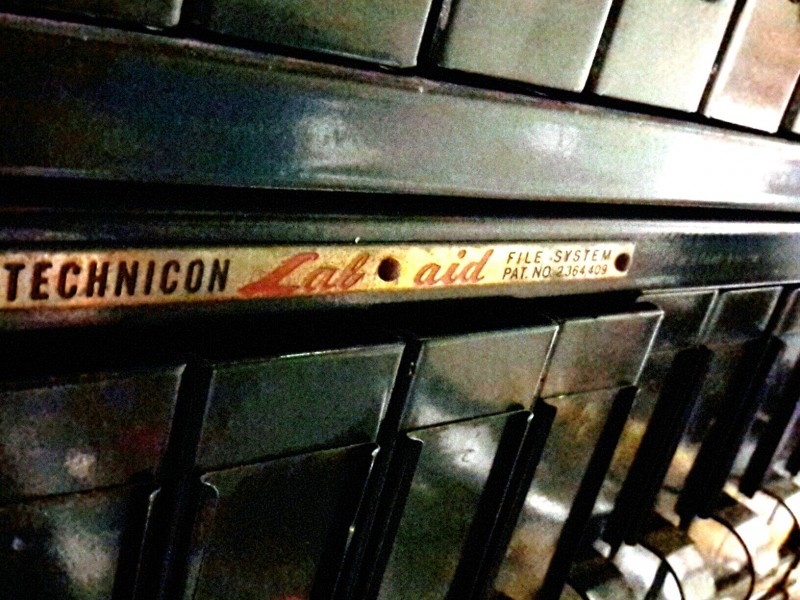 TECHNICON Lab aid
FILE SYSTEM
PAT. NO. 2364409